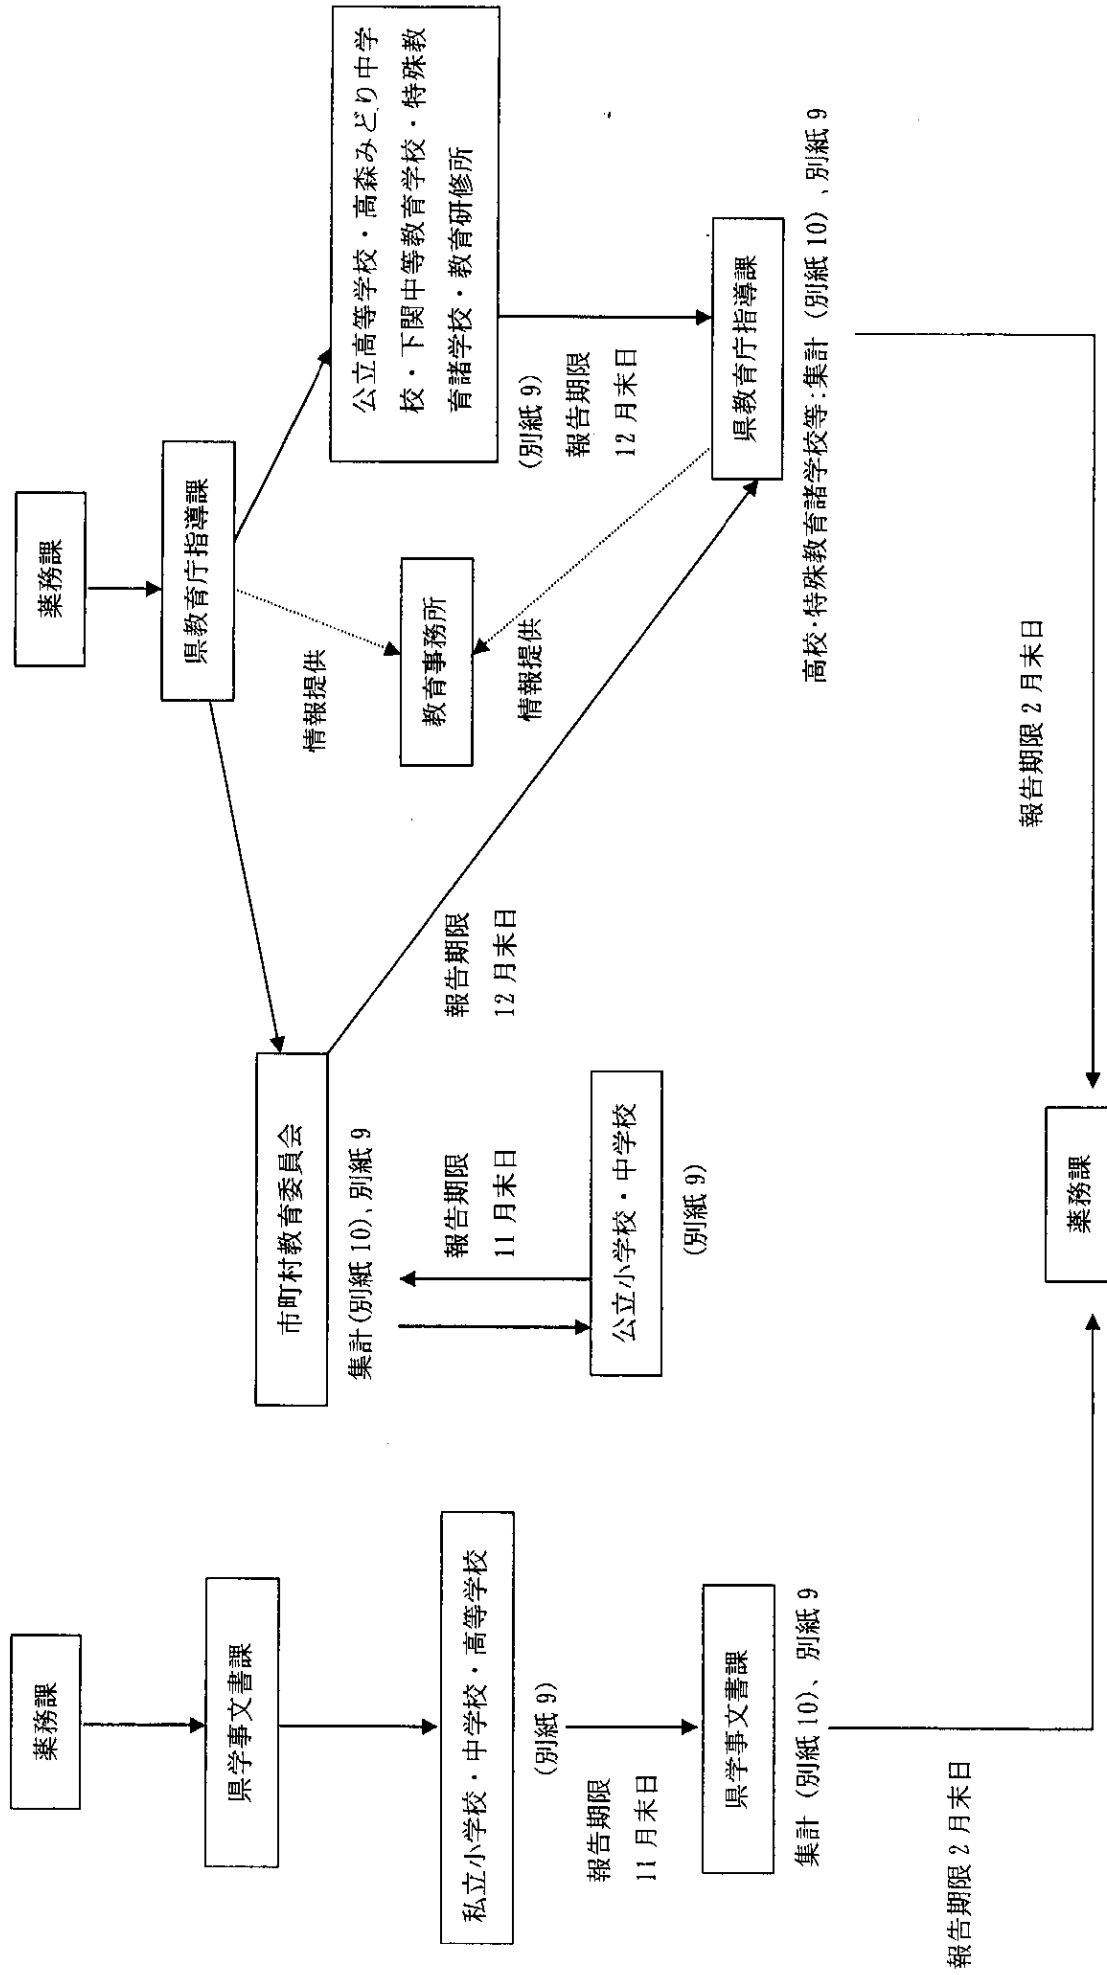 薬務課
県学事文書課
私立小学校・中学校・高等学校
(別紙 9)
報告期限
11 月末日
県学事文書課
集計 (別紙 10)、別紙 9
報告期限 2 月末日
薬務課
県教育庁指導課
情報提供
教育事務所
情報提供
市町村教育委員会
集計(別紙 10)、別紙 9
報告期限
11 月末日
公立小学校・中学校
(別紙 9)
報告期限
12 月末日
公立高等学校・高森みどり中学
校・下関中等教育学校・特殊教
育諸学校・教育研修所
(別紙 9)
報告期限
12 月末日
県教育庁指導課
高校・特殊教育諸学校等:集計 (別紙 10) 、別紙 9
報告期限 2 月末日
薬務課